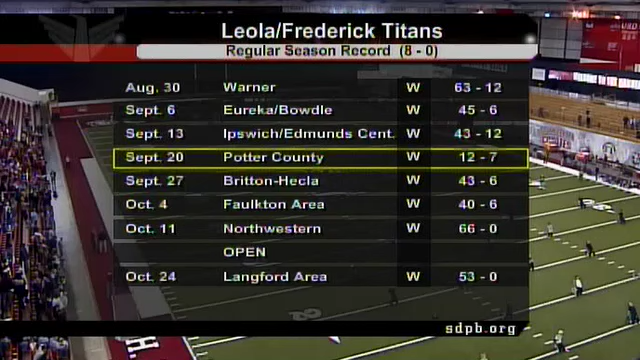 Leola/Frederick Titans
Regular Season Record (8 - 0)
Aug. 30 Warner W 63 - 12
Sept. 6 Eureka/Bowdle W 45 - 6
Sept. 13 Ipswich/Edmunds Cent. W 43 - 12
Sept. 20 Potter County W 12 - 7
Sept. 27 Britton-Hecla W 43 - 6
Oct. 4 Faulkton Area W 40 - 6
Oct. 11 Northwestern W 66 - 0
OPEN
Oct. 24 Langford Area W 53 - 0
sdpb.org